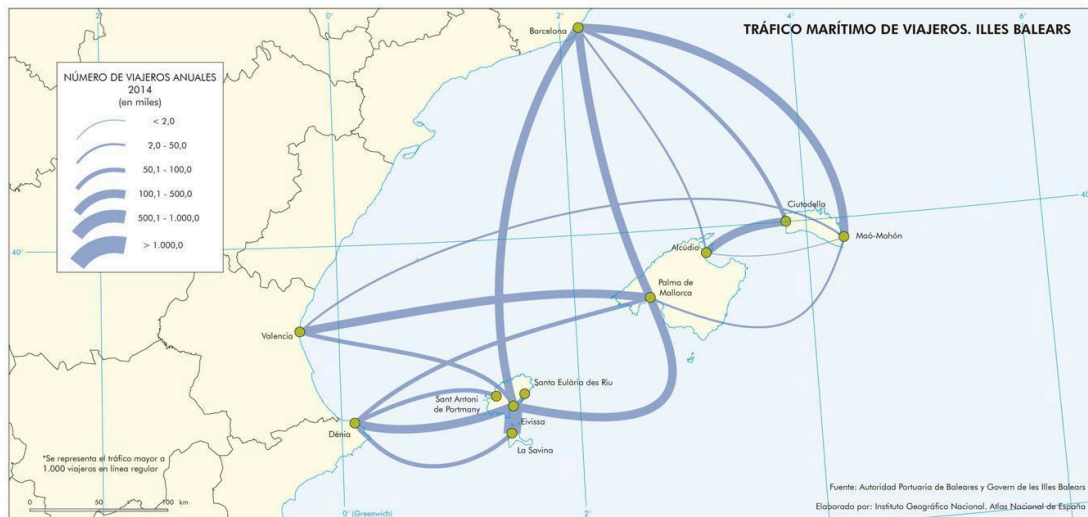 2°
0°
2°
4°
6°
TRÁFICO MARÍTIMO DE VIAJEROS. ILLES BALEARS
Barcelona
NÚMERO DE VIAJEROS ANUALES
2014
(en miles)
< 2,0
2,0 - 50,0
50,1 - 100,0
100,1 - 500,0
500,1 - 1.000,0
> 1.000,0
40
40
Ciutadella
Maó-Mahón
Alcúdia
Palma de
Mallorca
Valencia
Santa Eulària des Riu
Sant Antoni
de Portmany
Eivissa
Dénia
La Savina
*Se representa el tráfico mayor a
1.000 viajeros en línea regular
0 50 100 km
0° (Greenwich)
2°
4°
Fuente: Autoridad Portuaria de Baleares y Govern de les Illes Balears
Elaborado por: Instituto Geográfico Nacional. Atlas Nacional de España